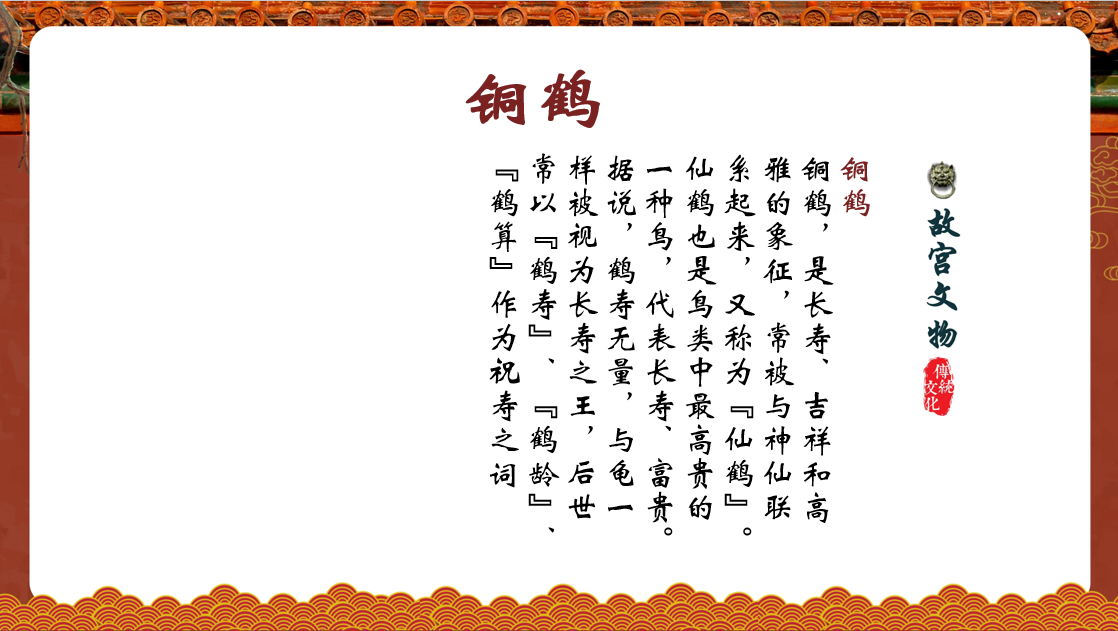 铜鹤
故宫文物
傳統
文化
铜鹤
铜鹤，是长寿、吉祥和高
雅的象征，常被与神仙联
系起来，又称为『仙鹤』。
仙鹤也是鸟类中最高贵的
一种鸟，代表长寿、富贵。
据说，鹤寿无量，与龟一
样被视为长寿之王，后世
常以『鹤寿』、『鹤龄』、
『鹤算』作为祝寿之词